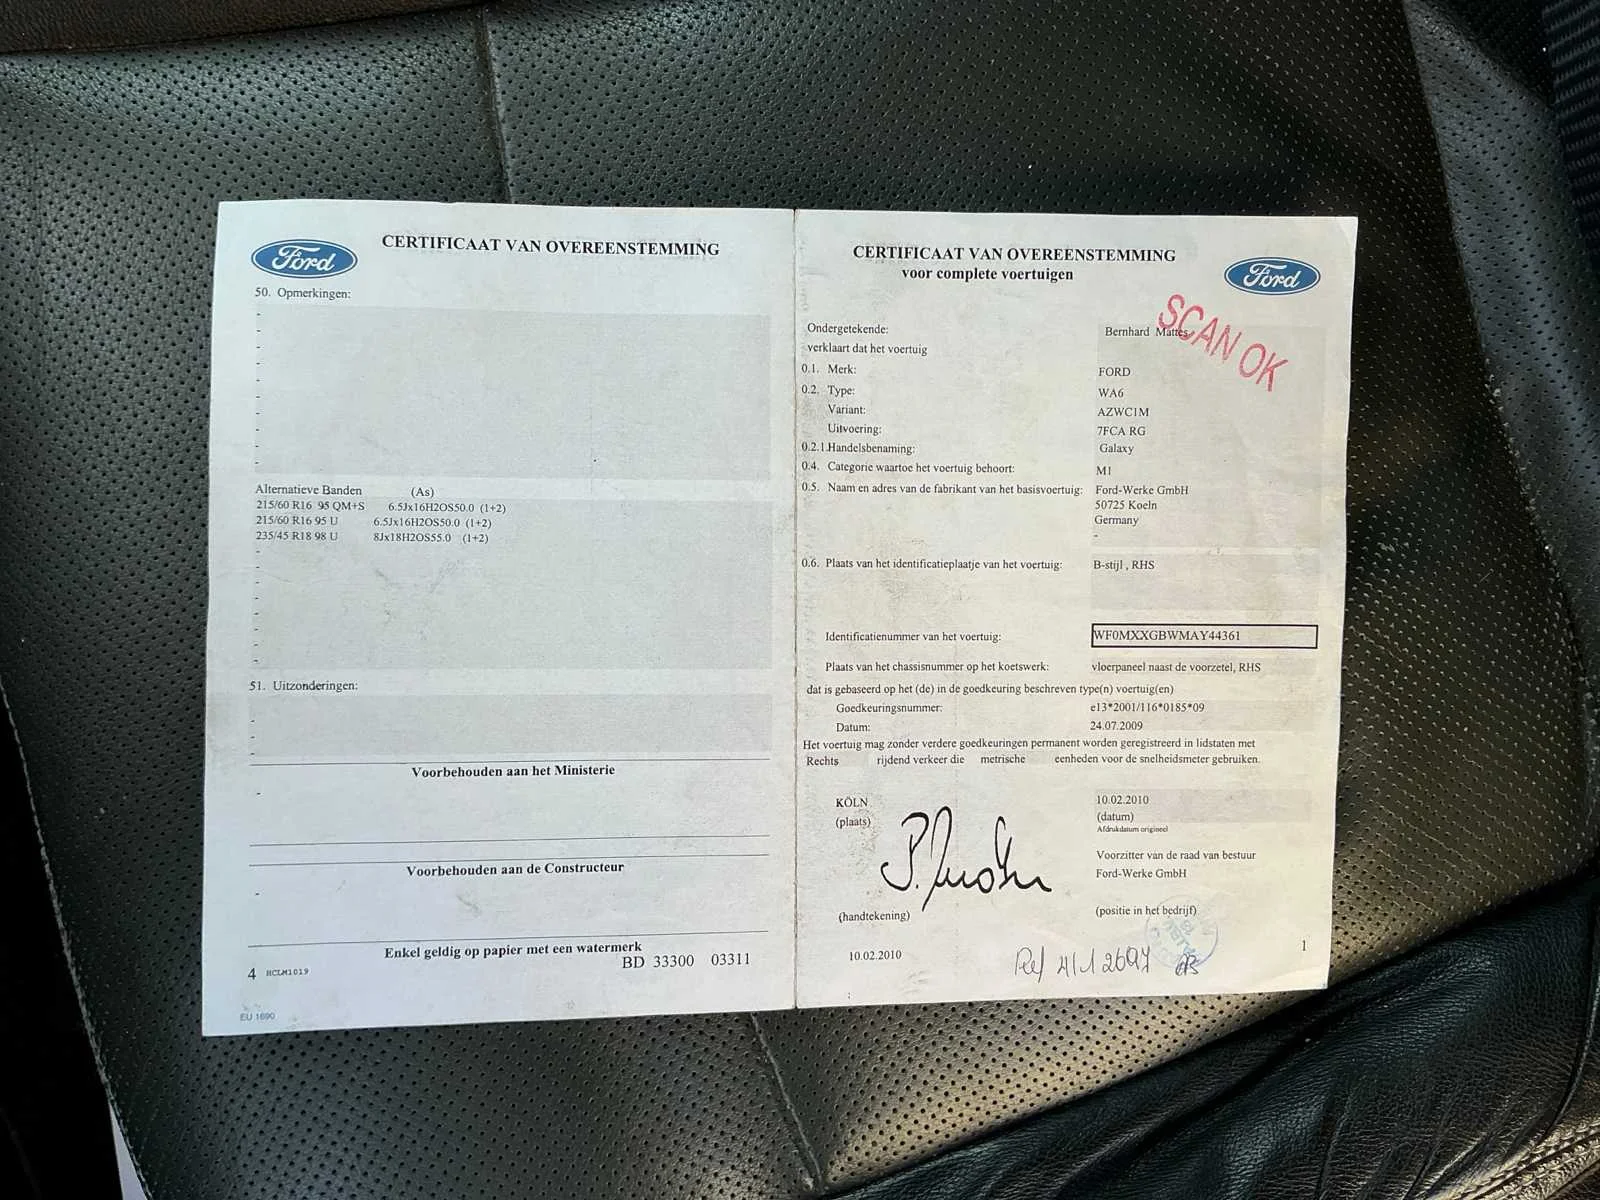 Ford
CERTIFICAAT VAN OVEREENSTEMMING
50. Opmerkingen:
-
-
-
-
-
-
-
-
-
-
Alternatieve Banden (As)
215/60 R16 95 QM+S 6.5Jx16H2OS50.0 (1+2)
215/60 R16 95 U 6.5Jx16H2OS50.0 (1+2)
235/45 R18 98 U 8Jx18H2OS55.0 (1+2)
-
-
-
-
-
-
-
-
51. Uitzonderingen:
-
-
-
Voorbehouden aan het Ministerie
-
Voorbehouden aan de Constructeur
-
Enkel geldig op papier met een watermerk
4 HCLM1019 BD 33300 03311
EU 1690
CERTIFICAAT VAN OVEREENSTEMMING
voor complete voertuigen
Ford
SCAN OK
Ondergetekende: Bernhard Mattes
verklaart dat het voertuig
0.1. Merk: FORD
0.2. Type: WA6
Variant: AZWC1M
Uitvoering: 7FCA RG
0.2.1.Handelsbenaming: Galaxy
0.4. Categorie waartoe het voertuig behoort: M1
0.5. Naam en adres van de fabrikant van het basisvoertuig: Ford-Werke GmbH
50725 Koeln
Germany
-
0.6. Plaats van het identificatieplaatje van het voertuig: B-stijl , RHS
Identificatienummer van het voertuig: WF0MXXGBWMAY44361
Plaats van het chassisnummer op het koetswerk: vloerpaneel naast de voorzetel, RHS
dat is gebaseerd op het (de) in de goedkeuring beschreven type(n) voertuig(en)
Goedkeuringsnummer: e13*2001/116*0185*09
Datum: 24.07.2009
Het voertuig mag zonder verdere goedkeuringen permanent worden geregistreerd in lidstaten met
Rechts rijdend verkeer die metrische eenheden voor de snelheidsmeter gebruiken.
KÖLN 10.02.2010
(plaats) (datum)
Afdrukdatum origineel
Voorzitter van de raad van bestuur
Ford-Werke GmbH
(handtekening) (positie in het bedrijf)
10.02.2010 1